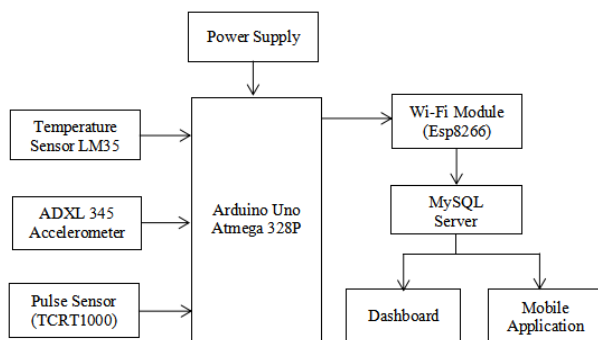 Power Supply
Temperature
Sensor LM35
ADXL 345
Accelerometer
Pulse Sensor
(TCRT1000)
Arduino Uno
Atmega 328P
Wi-Fi Module
(Esp8266)
MySQL
Server
Dashboard
Mobile
Application